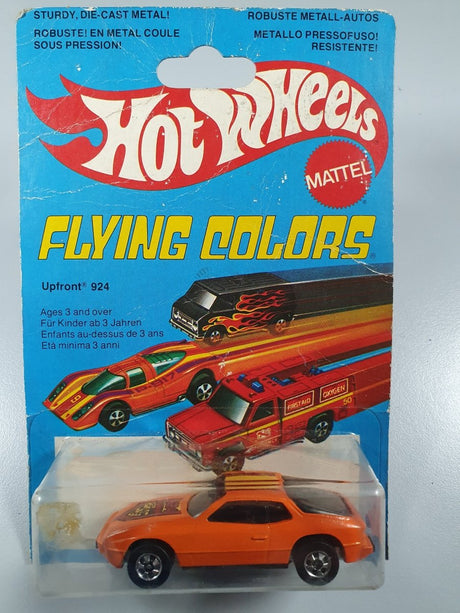 STURDY, DIE-CAST METAL!
ROBUSTE! EN METAL COULE
SOUS PRESSION!
ROBUSTE METALL-AUTOS
METALLO PRESSOFUSO!
RESISTENTE!
HOT WHEELS
MATTEL
FLYING COLORS®
Upfront® 924
Ages 3 and over
Für Kinder ab 3 Jahren
Enfants au-dessus de 3 ans
Età minima 3 anni
FIRST AID
OXYGEN
50